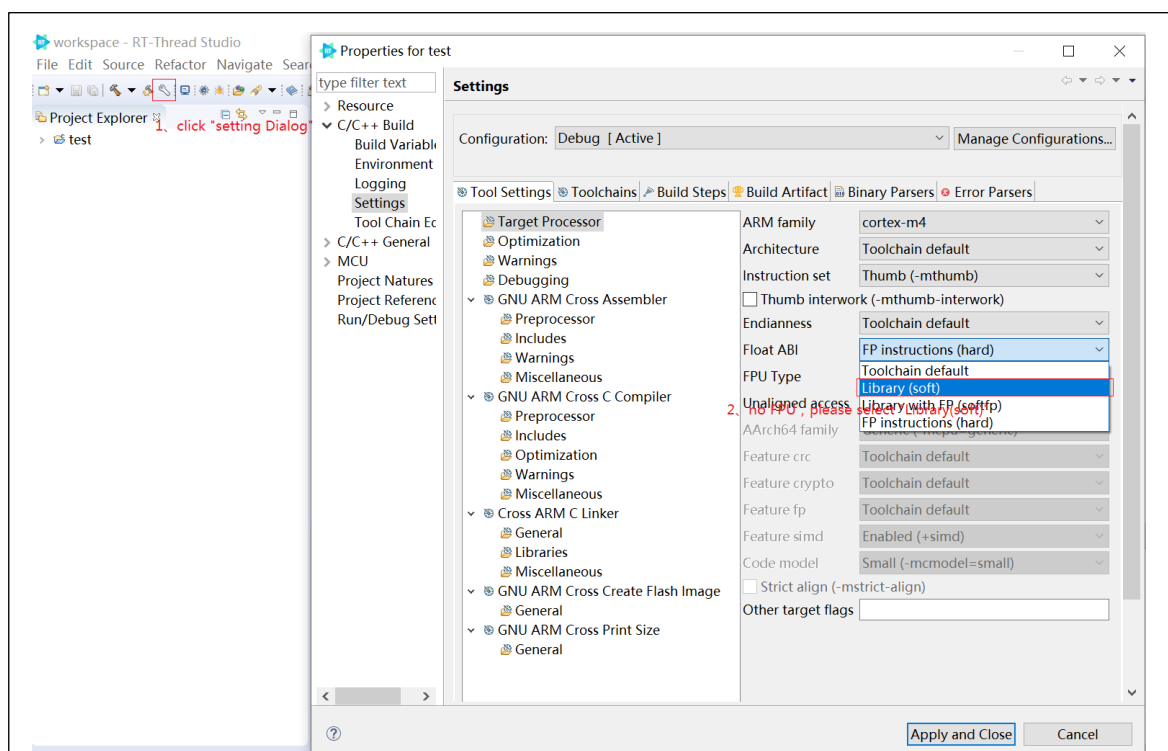 workspace - RT-Thread Studio
File Edit Source Refactor Navigate Sear
Project Explorer
1、click "setting Dialog"
test
Properties for test
type filter text
Resource
C/C++ Build
Build Variabl
Environment
Logging
Settings
Tool Chain Ec
C/C++ General
MCU
Project Natures
Project Referenc
Run/Debug Sett
Settings
Configuration: Debug [ Active ]
Manage Configurations...
Tool Settings Toolchains Build Steps Build Artifact Binary Parsers Error Parsers
Target Processor
Optimization
Warnings
Debugging
GNU ARM Cross Assembler
Preprocessor
Includes
Warnings
Miscellaneous
GNU ARM Cross C Compiler
Preprocessor
Includes
Optimization
Warnings
Miscellaneous
Cross ARM C Linker
General
Libraries
Miscellaneous
GNU ARM Cross Create Flash Image
General
GNU ARM Cross Print Size
General
ARM family cortex-m4
Architecture Toolchain default
Instruction set Thumb (-mthumb)
Thumb interwork (-mthumb-interwork)
Endianness Toolchain default
Float ABI FP instructions (hard)
Toolchain default
Library (soft)
Library with FP (softfp)
FP instructions (hard)
FPU Type
Unaligned access
2、no FPU , please select "Library(soft)"
AArch64 family Generic (-mcpu=generic)
Feature crc Toolchain default
Feature crypto Toolchain default
Feature fp Toolchain default
Feature simd Enabled (+simd)
Code model Small (-mcmodel=small)
Strict align (-mstrict-align)
Other target flags
Apply and Close
Cancel